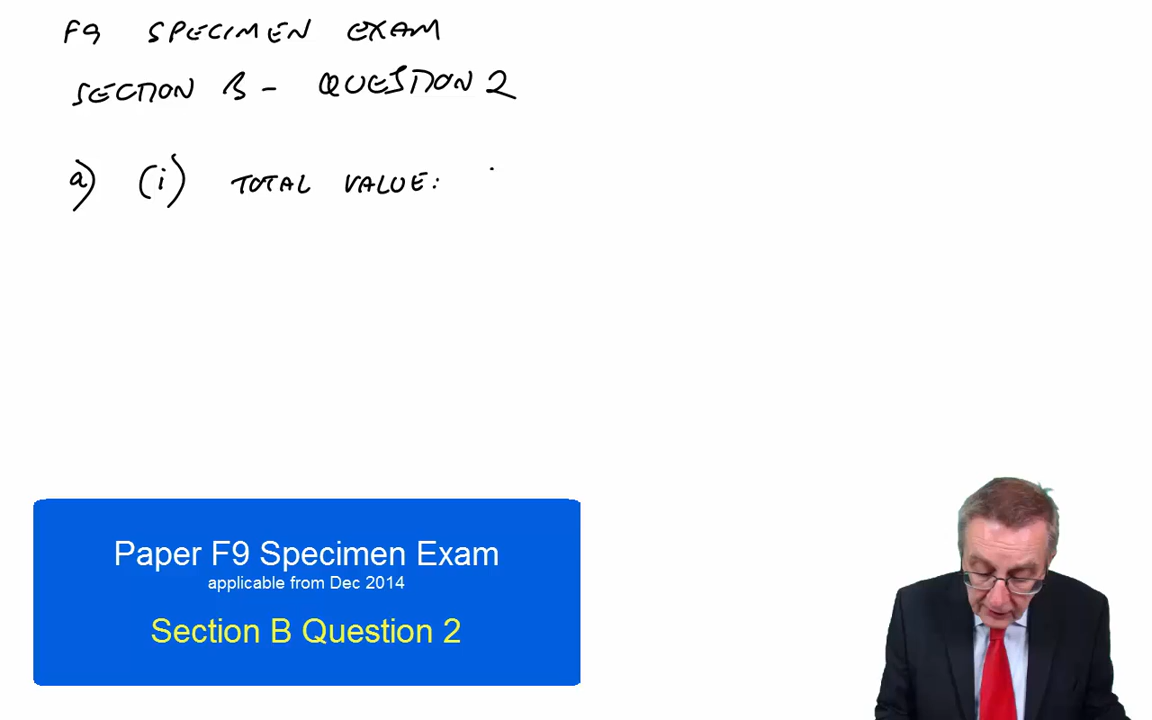 F9 SPECIMEN EXAM
SECTION B - QUESTION 2
a) (i) TOTAL VALUE:
Paper F9 Specimen Exam
applicable from Dec 2014
Section B Question 2